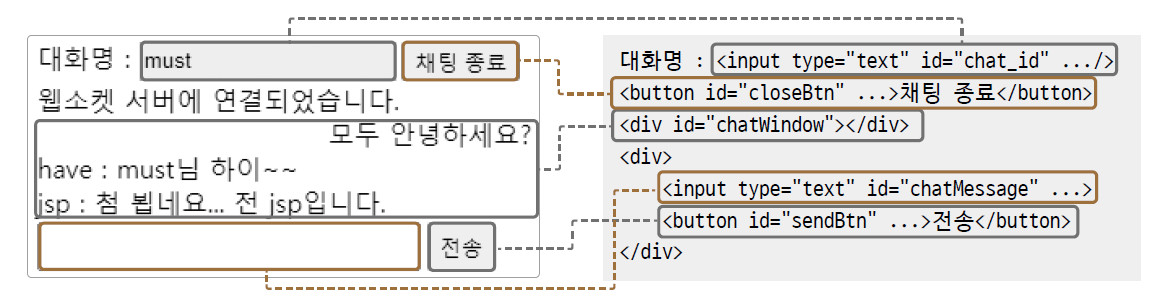 대화명 : must 채팅 종료
웹소켓 서버에 연결되었습니다.
모두 안녕하세요?
have : must님 하이~~
jsp : 첨 뵙네요... 전 jsp입니다.
전송
대화명 : <input type="text" id="chat_id" .../>
<button id="closeBtn" ...>채팅 종료</button>
<div id="chatWindow"></div>
<div>
<input type="text" id="chatMessage" ...>
<button id="sendBtn" ...>전송</button>
</div>